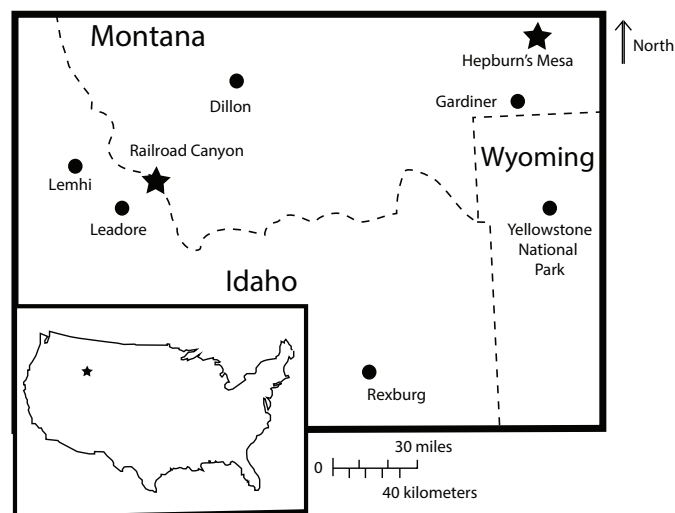 Montana
North
Hepburn's Mesa
Dillon
Gardiner
Railroad Canyon
Wyoming
Lemhi
Leadore
Yellowstone
National
Park
Idaho
Rexburg
30 miles
0
40 kilometers